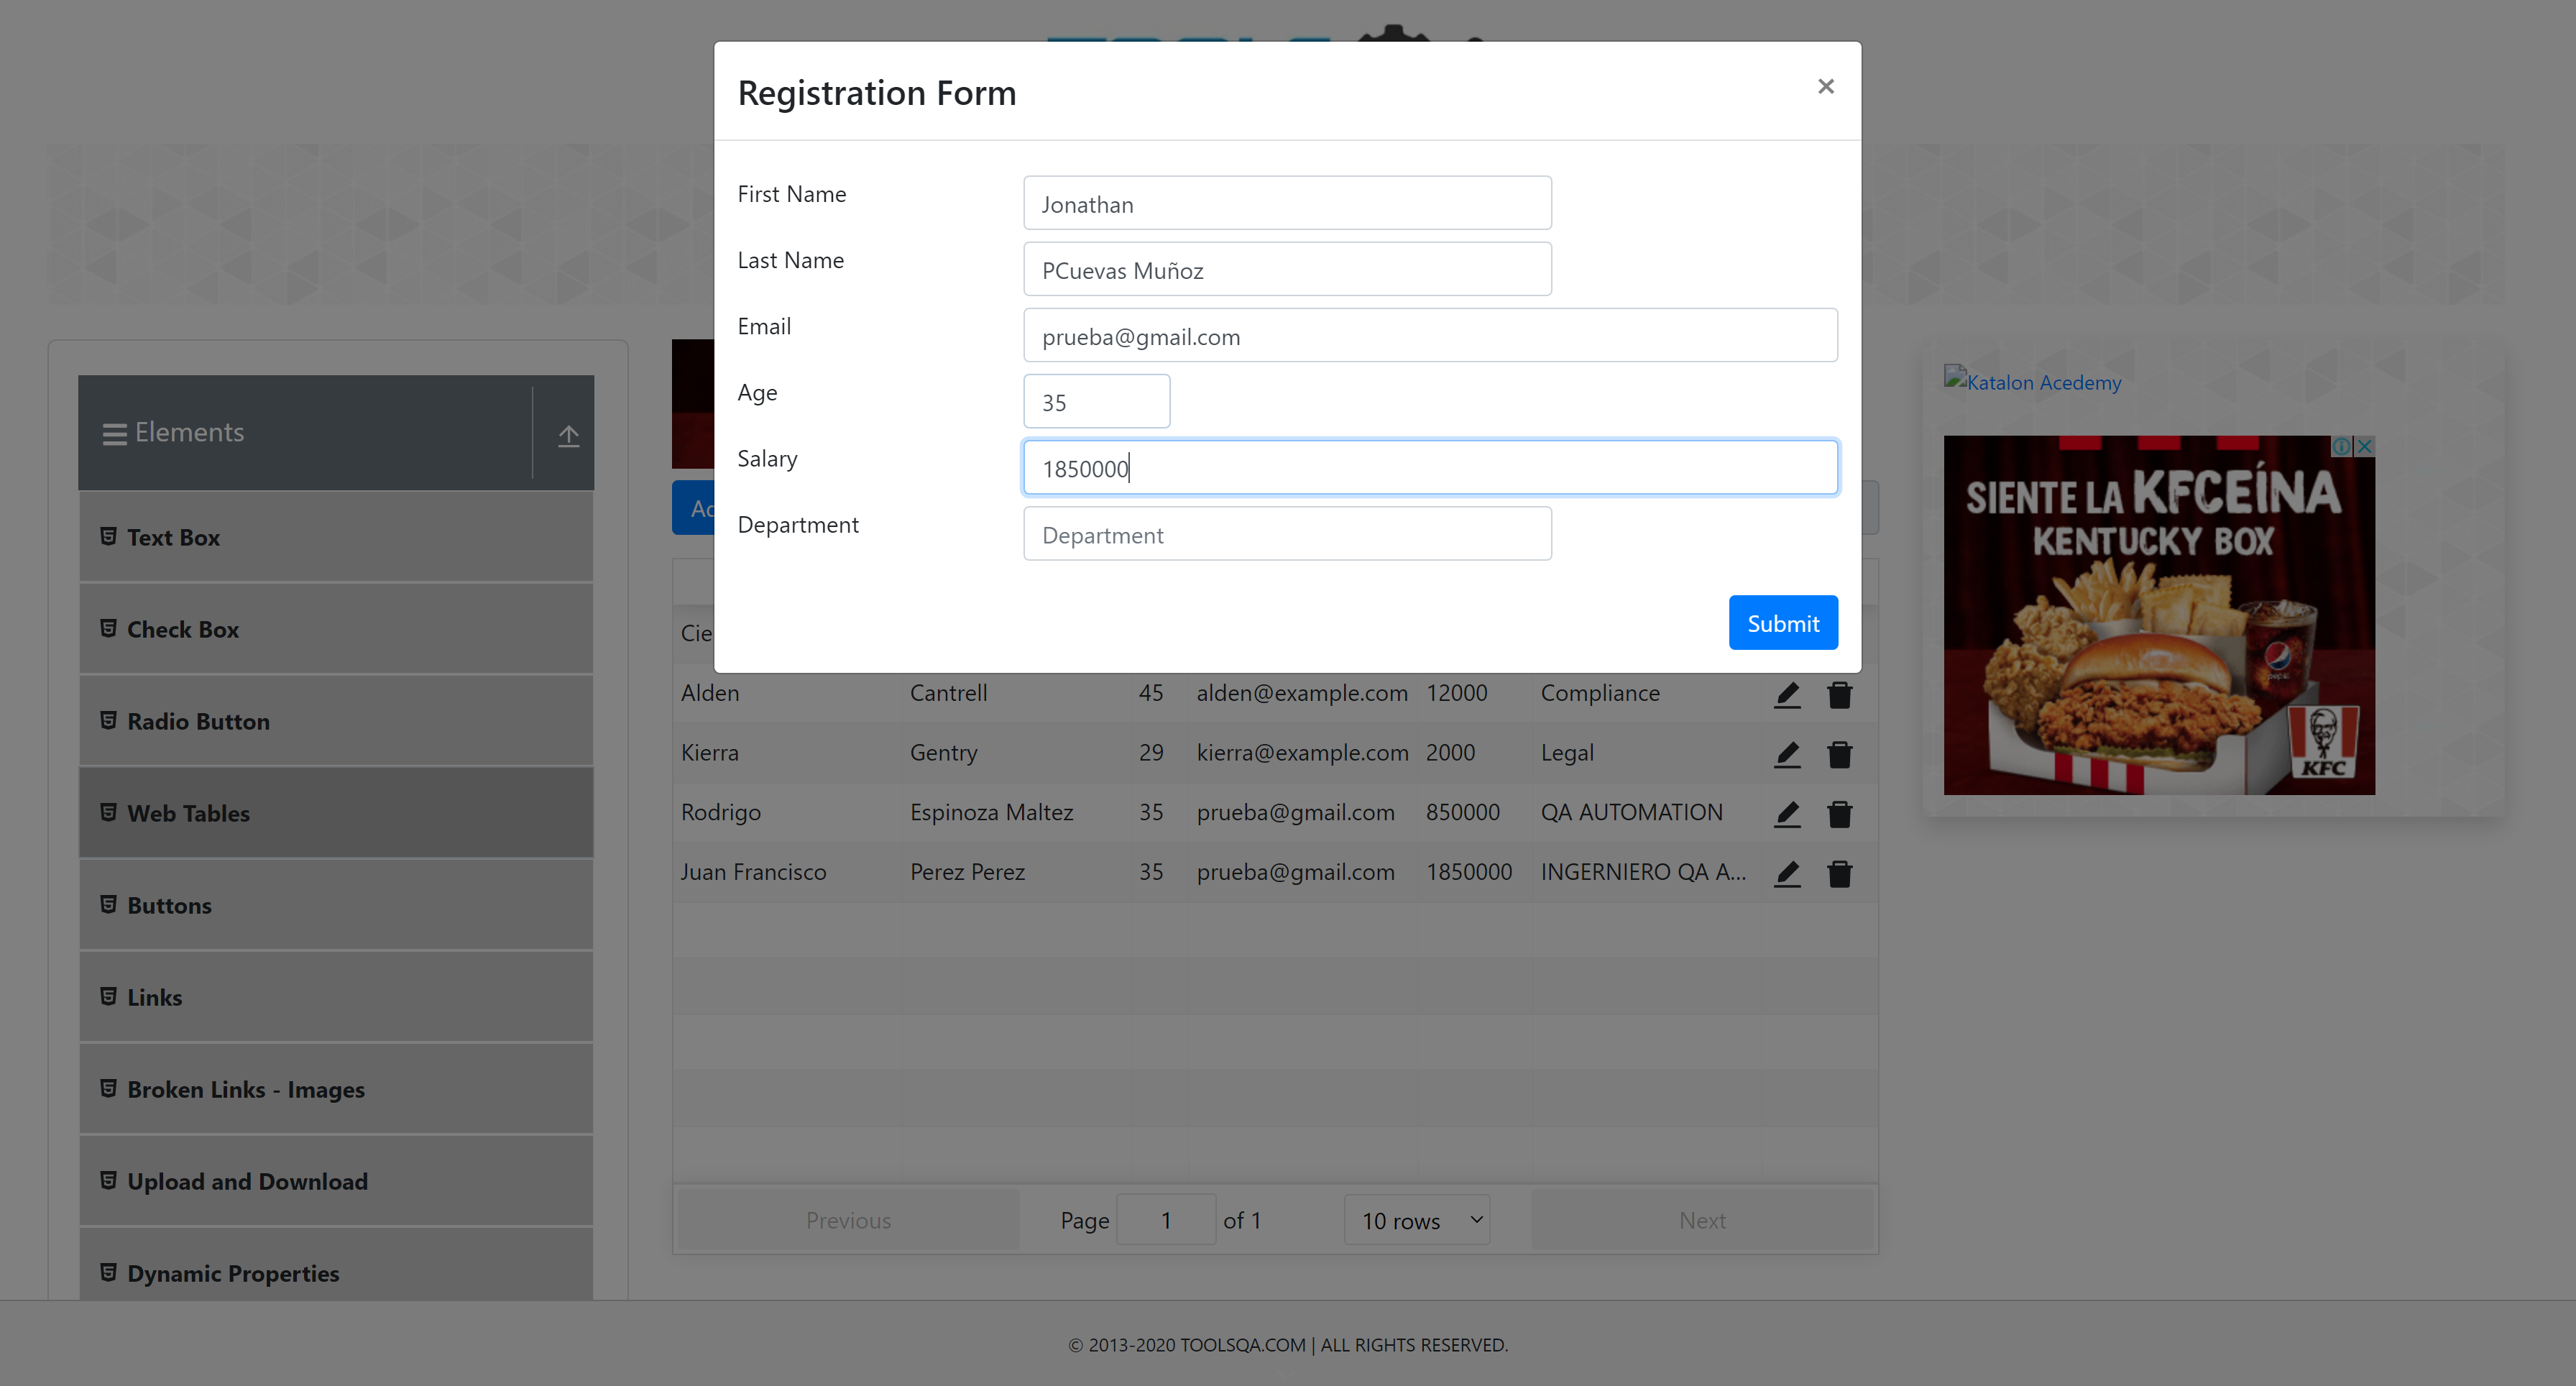 Registration Form
×
First Name
Jonathan
Last Name
PCuevas Muñoz
Email
prueba@gmail.com
Age
35
Salary
1850000
Department
Department
Submit
Elements
Text Box
Check Box
Radio Button
Web Tables
Buttons
Links
Broken Links - Images
Upload and Download
Dynamic Properties
Alden Cantrell 45 alden@example.com 12000 Compliance
Kierra Gentry 29 kierra@example.com 2000 Legal
Rodrigo Espinoza Maltez 35 prueba@gmail.com 850000 QA AUTOMATION
Juan Francisco Perez Perez 35 prueba@gmail.com 1850000 INGERNIERO QA A...
Previous Page 1 of 1 10 rows Next
Katalon Acedemy
SIENTE LA KFCEÍNA
KENTUCKY BOX
pepsi
KFC
© 2013-2020 TOOLSQA.COM | ALL RIGHTS RESERVED.